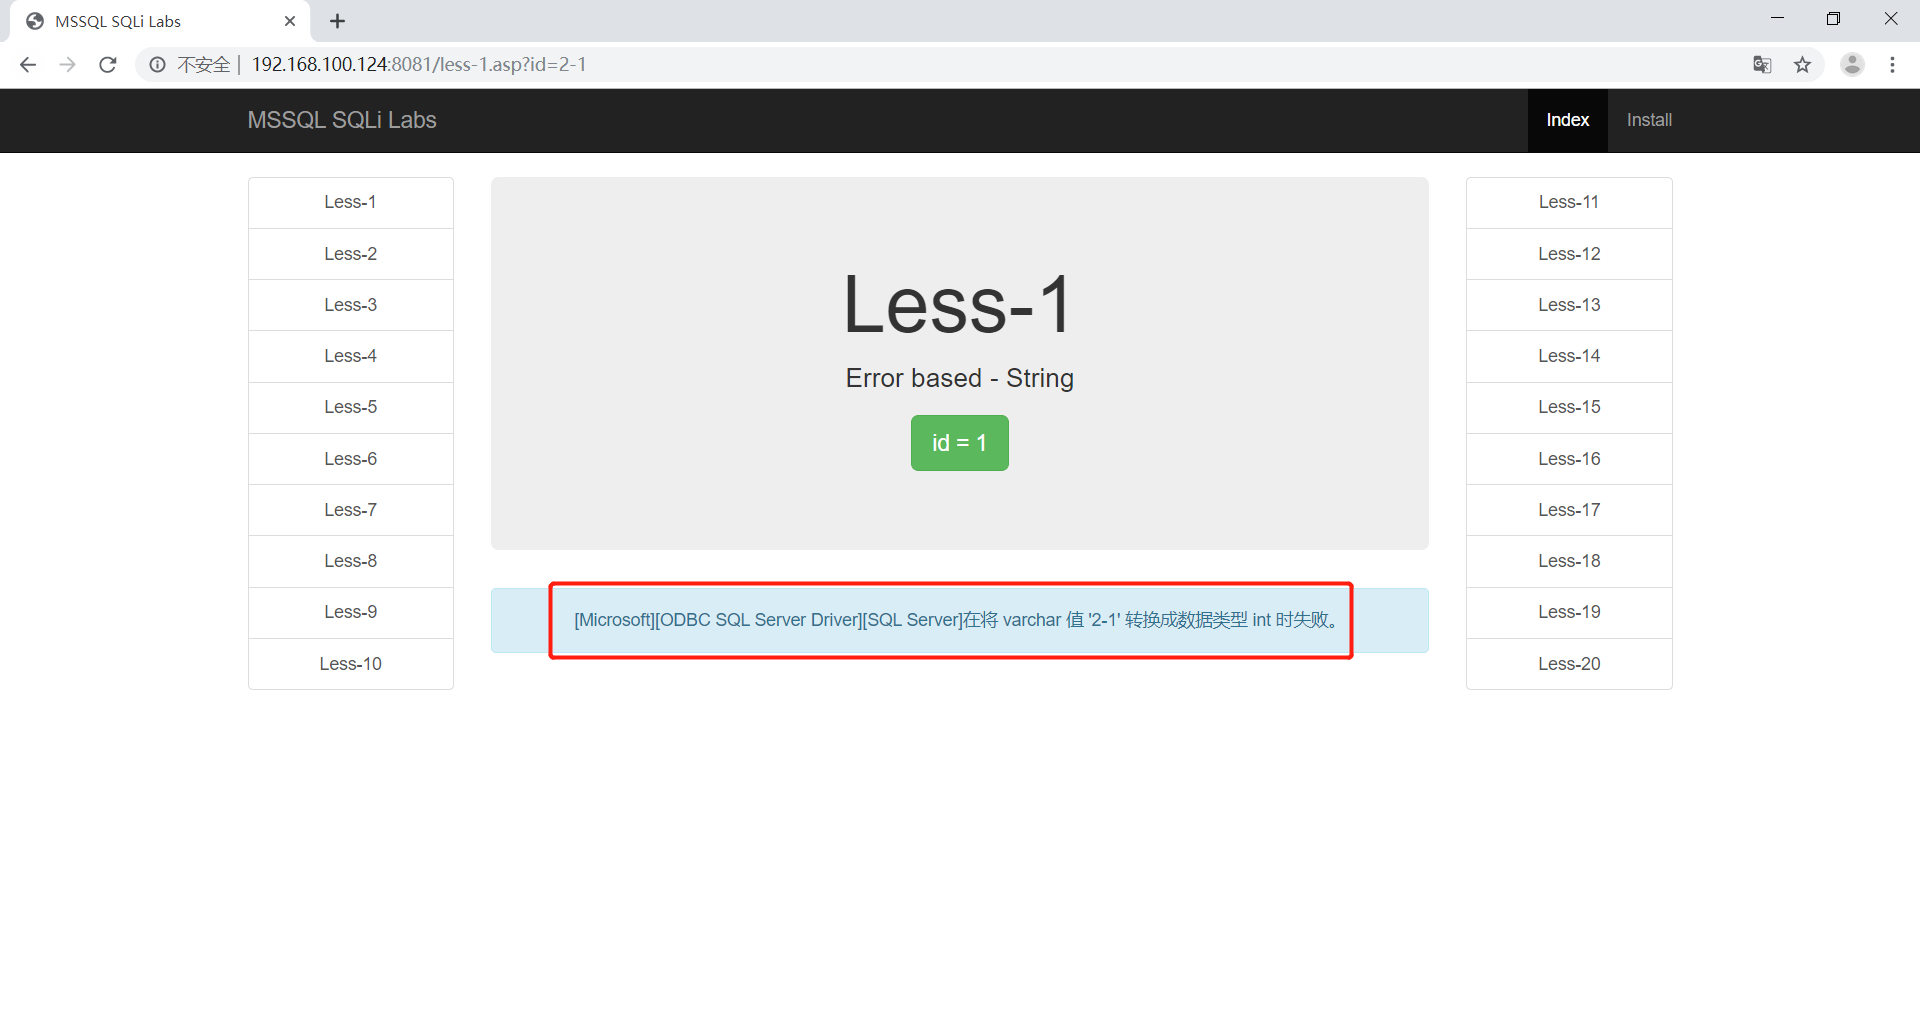 MSSQL SQLi Labs
不安全 | 192.168.100.124:8081/less-1.asp?id=2-1
MSSQL SQLi Labs
Index
Install
Less-1
Less-2
Less-3
Less-4
Less-5
Less-6
Less-7
Less-8
Less-9
Less-10
Less-1
Error based - String
id = 1
[Microsoft][ODBC SQL Server Driver][SQL Server]在将 varchar 值 '2-1' 转换成数据类型 int 时失败。
Less-11
Less-12
Less-13
Less-14
Less-15
Less-16
Less-17
Less-18
Less-19
Less-20